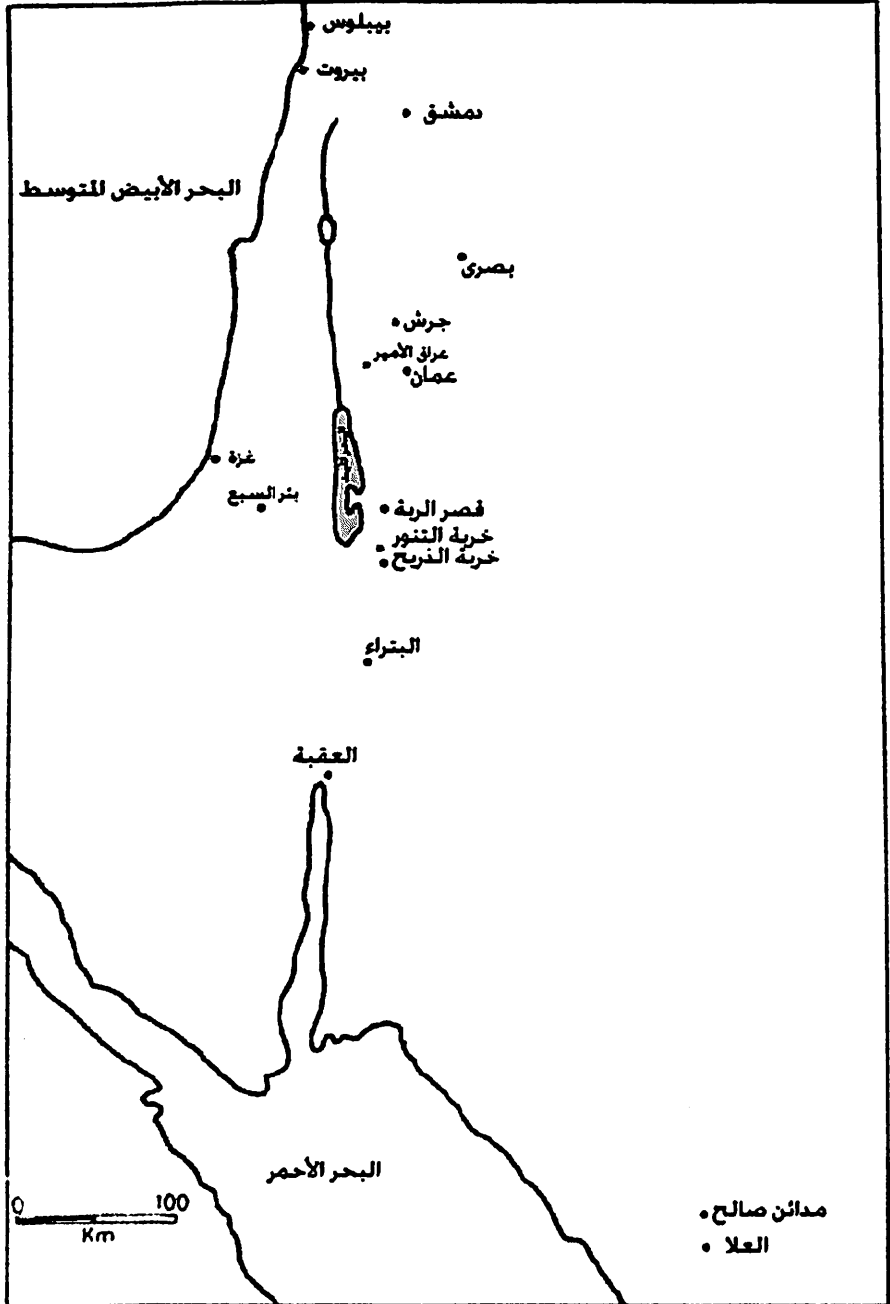 بيبلوس
بيروت
دمشق
البحر الأبيض المتوسط
بصرى
جرش
عراق الأمير
عمان
غزة
بئر السبع
قصر الربة
خربة التنور
خربة الذريح
البتراء
العقبة
البحر الأحمر
0 100
Km
مدائن صالح
العلا